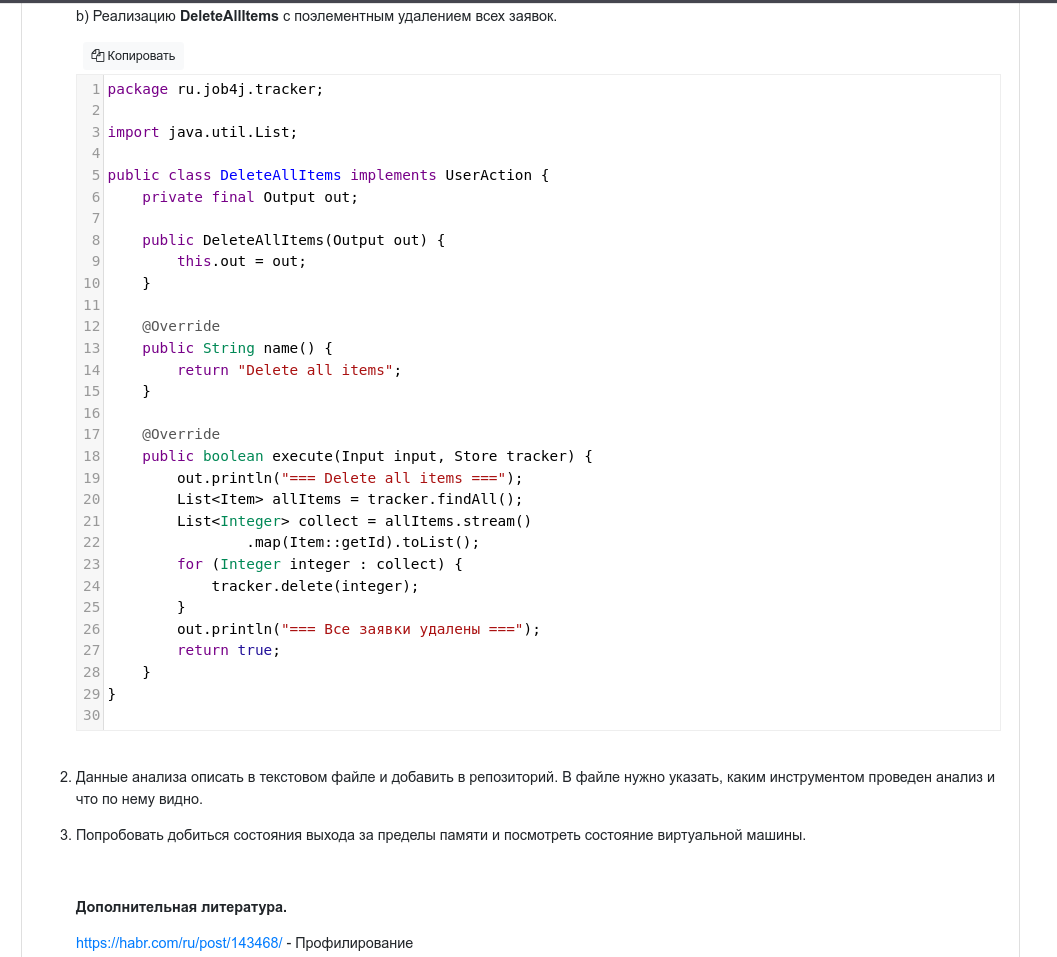 b) Реализацию DeleteAllItems с поэлементным удалением всех заявок.
Копировать
1 package ru.job4j.tracker;
2
3 import java.util.List;
4
5 public class DeleteAllItems implements UserAction {
6     private final Output out;
7
8     public DeleteAllItems(Output out) {
9         this.out = out;
10     }
11
12     @Override
13     public String name() {
14         return "Delete all items";
15     }
16
17     @Override
18     public boolean execute(Input input, Store tracker) {
19         out.println("=== Delete all items ===");
20         List<Item> allItems = tracker.findAll();
21         List<Integer> collect = allItems.stream()
22                 .map(Item::getId).toList();
23         for (Integer integer : collect) {
24             tracker.delete(integer);
25         }
26         out.println("=== Все заявки удалены ===");
27         return true;
28     }
29 }
30
2. Данные анализа описать в текстовом файле и добавить в репозиторий. В файле нужно указать, каким инструментом проведен анализ и
что по нему видно.
3. Попробовать добиться состояния выхода за пределы памяти и посмотреть состояние виртуальной машины.
Дополнительная литература.
https://habr.com/ru/post/143468/ - Профилирование